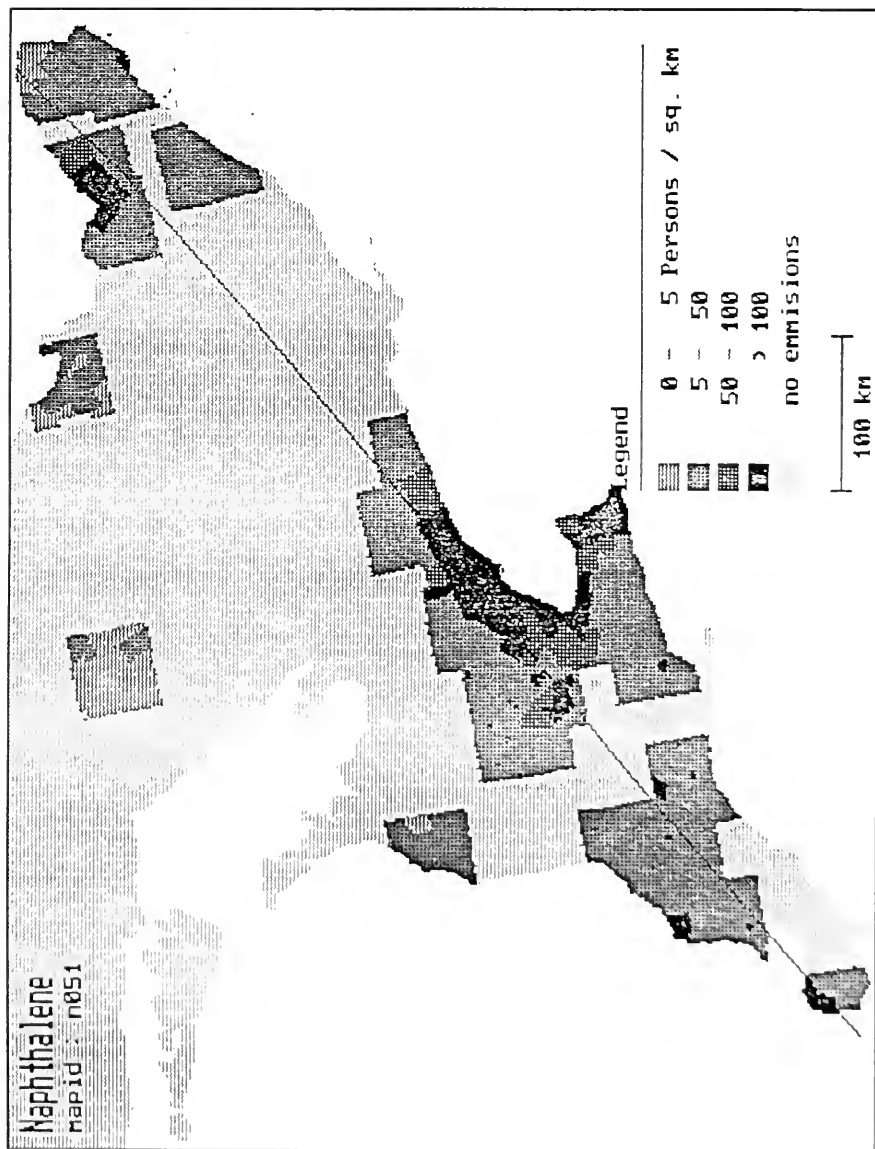 Naphthalene
mapid : n051
Legend
0 - 5 Persons / sq. km
5 - 50
50 - 100
> 100
no emmisions
100 km